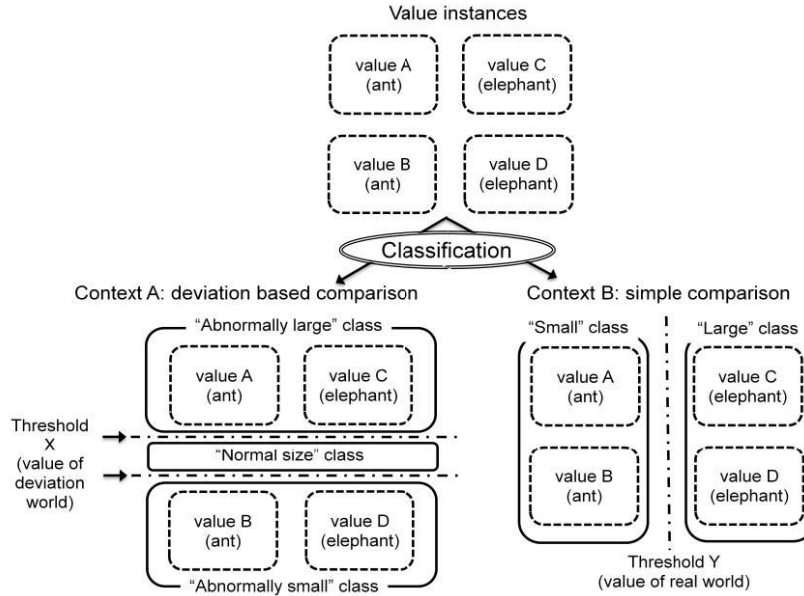 Value instances
value A
(ant)
value C
(elephant)
value B
(ant)
value D
(elephant)
Classification
Context A: deviation based comparison
“Abnormally large” class
value A
(ant)
value C
(elephant)
Threshold
X
(value of
deviation
world)
“Normal size” class
value B
(ant)
value D
(elephant)
“Abnormally small” class
Context B: simple comparison
“Small” class
“Large” class
value A
(ant)
value C
(elephant)
value B
(ant)
value D
(elephant)
Threshold Y
(value of real world)